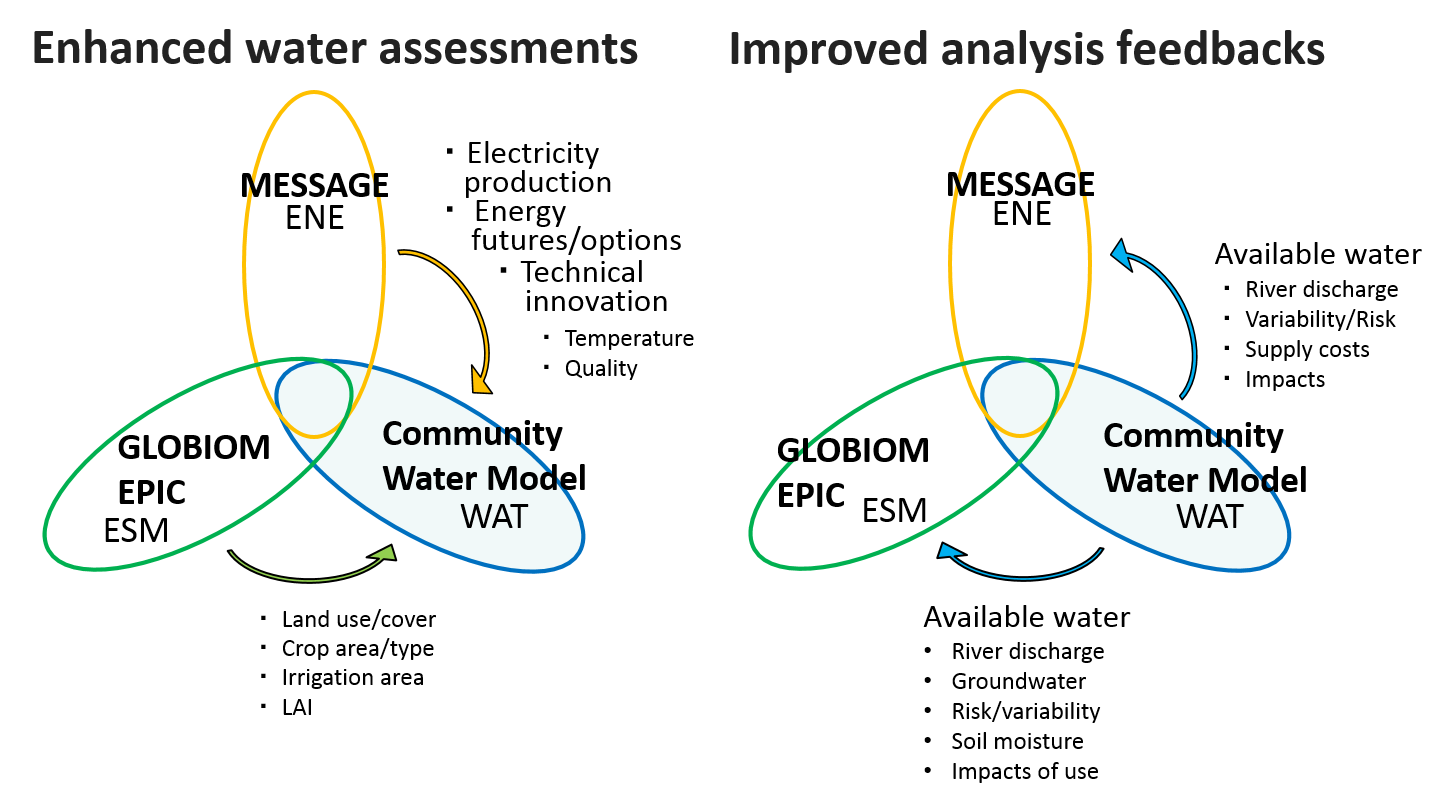 Enhanced water assessments
MESSAGE
ENE
▪ Electricity
production
▪ Energy
futures/options
▪ Technical
innovation
▪ Temperature
▪ Quality
GLOBIOM
EPIC
ESM
Community
Water Model
WAT
▪ Land use/cover
▪ Crop area/type
▪ Irrigation area
▪ LAI
Improved analysis feedbacks
MESSAGE
ENE
Available water
▪ River discharge
▪ Variability/Risk
▪ Supply costs
▪ Impacts
GLOBIOM
EPIC ESM
Community
Water Model
WAT
Available water
• River discharge
• Groundwater
• Risk/variability
• Soil moisture
• Impacts of use